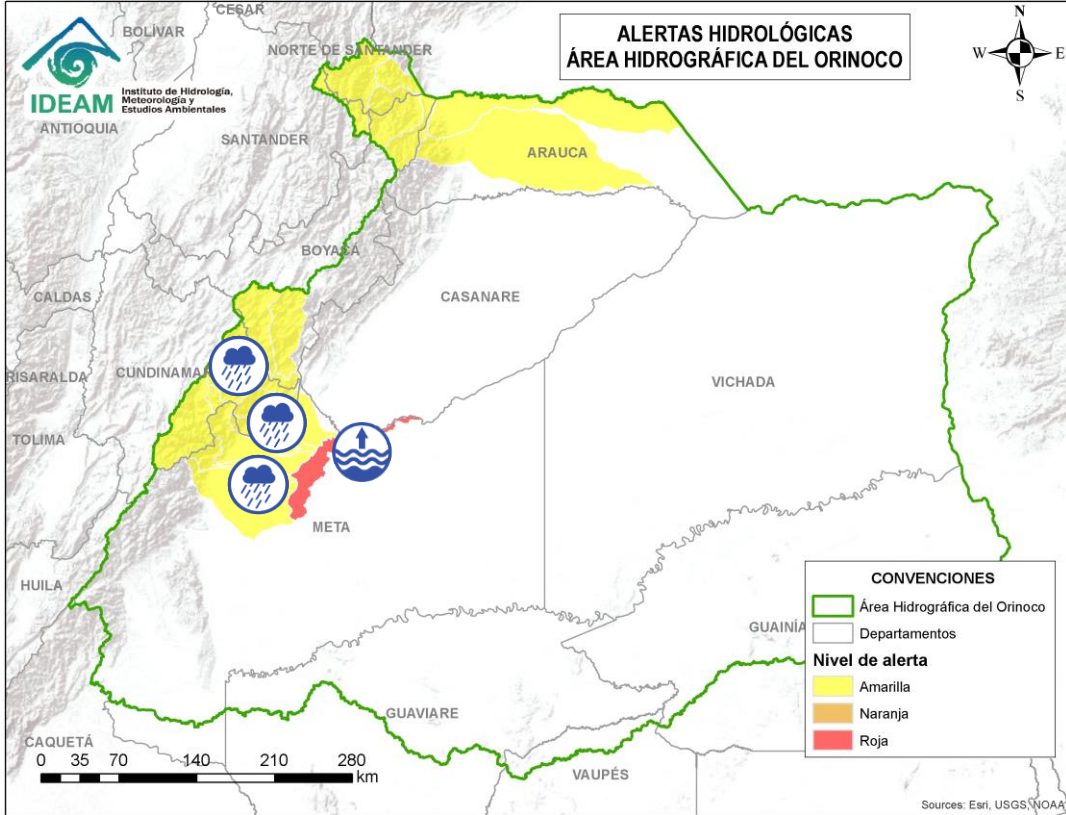 CESAR
BOLÍVAR
NORTE DE SANTANDER
ALERTAS HIDROLÓGICAS
ÁREA HIDROGRÁFICA DEL ORINOCO
N
W
E
S
IDEAM
Instituto de Hidrología,
Meteorología y
Estudios Ambientales
ANTIOQUIA
SANTANDER
ARAUCA
BOYACÁ
CALDAS
CASANARE
RISARALDA
CUNDINAMAR
VICHADA
TOLIMA
META
HUILA
GUAINÍA
GUAVIARE
CAQUETÁ
VAUPÉS
CONVENCIONES
Área Hidrográfica del Orinoco
Departamentos
Nivel de alerta
Amarilla
Naranja
Roja
0 35 70 140 210 280
km
Sources: Esri, USGS, NOAA